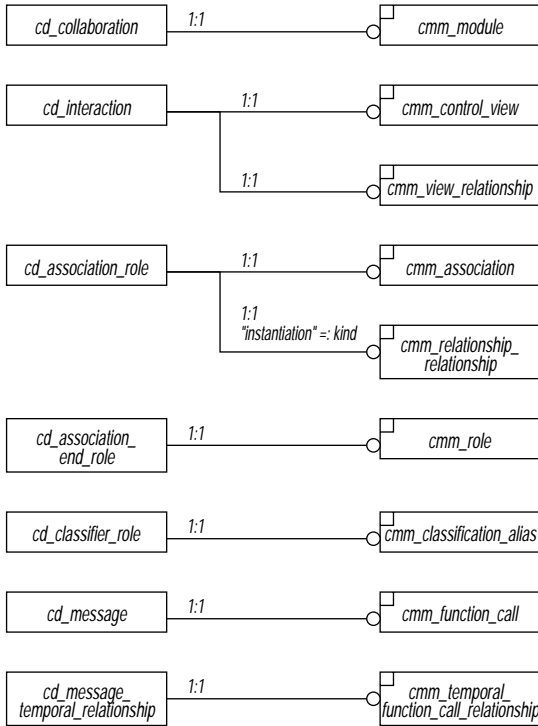 cd_collaboration 1:1 cmm_module
cd_interaction 1:1 cmm_control_view
1:1 cmm_view_relationship
cd_association_role 1:1 cmm_association
1:1
"instantiation" =: kind cmm_relationship_
relationship
cd_association_
end_role 1:1 cmm_role
cd_classifier_role 1:1 cmm_classification_alias
cd_message 1:1 cmm_function_call
cd_message_
temporal_relationship 1:1 cmm_temporal_
function_call_relationship